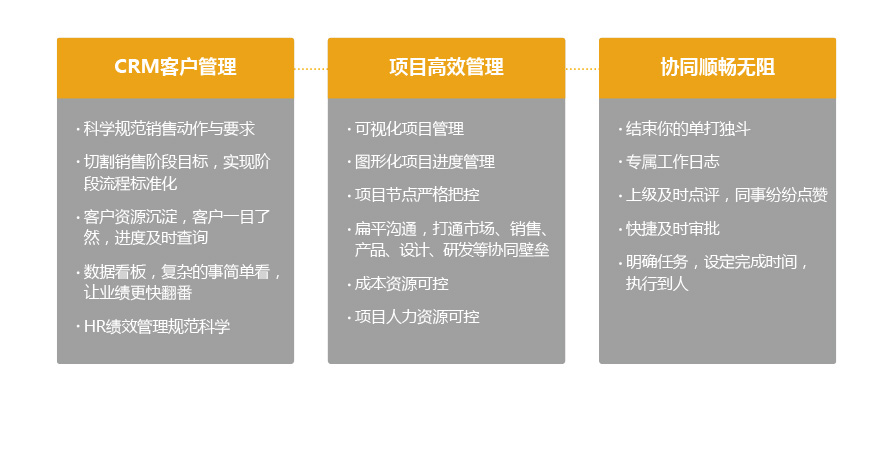 CRM客户管理
·科学规范销售动作与要求
·切割销售阶段目标，实现阶
段流程标准化
·客户资源沉淀，客户一目了
然，进度及时查询
·数据看板，复杂的事简单看，
让业绩更快翻番
·HR绩效管理规范科学
项目高效管理
·可视化项目管理
·图形化项目进度管理
·项目节点严格把控
·扁平沟通，打通市场、销售、
产品、设计、研发等协同壁垒
·成本资源可控
·项目人力资源可控
协同顺畅无阻
·结束你的单打独斗
·专属工作日志
·上级及时点评，同事纷纷点赞
·快捷及时审批
·明确任务，设定完成时间，
执行到人